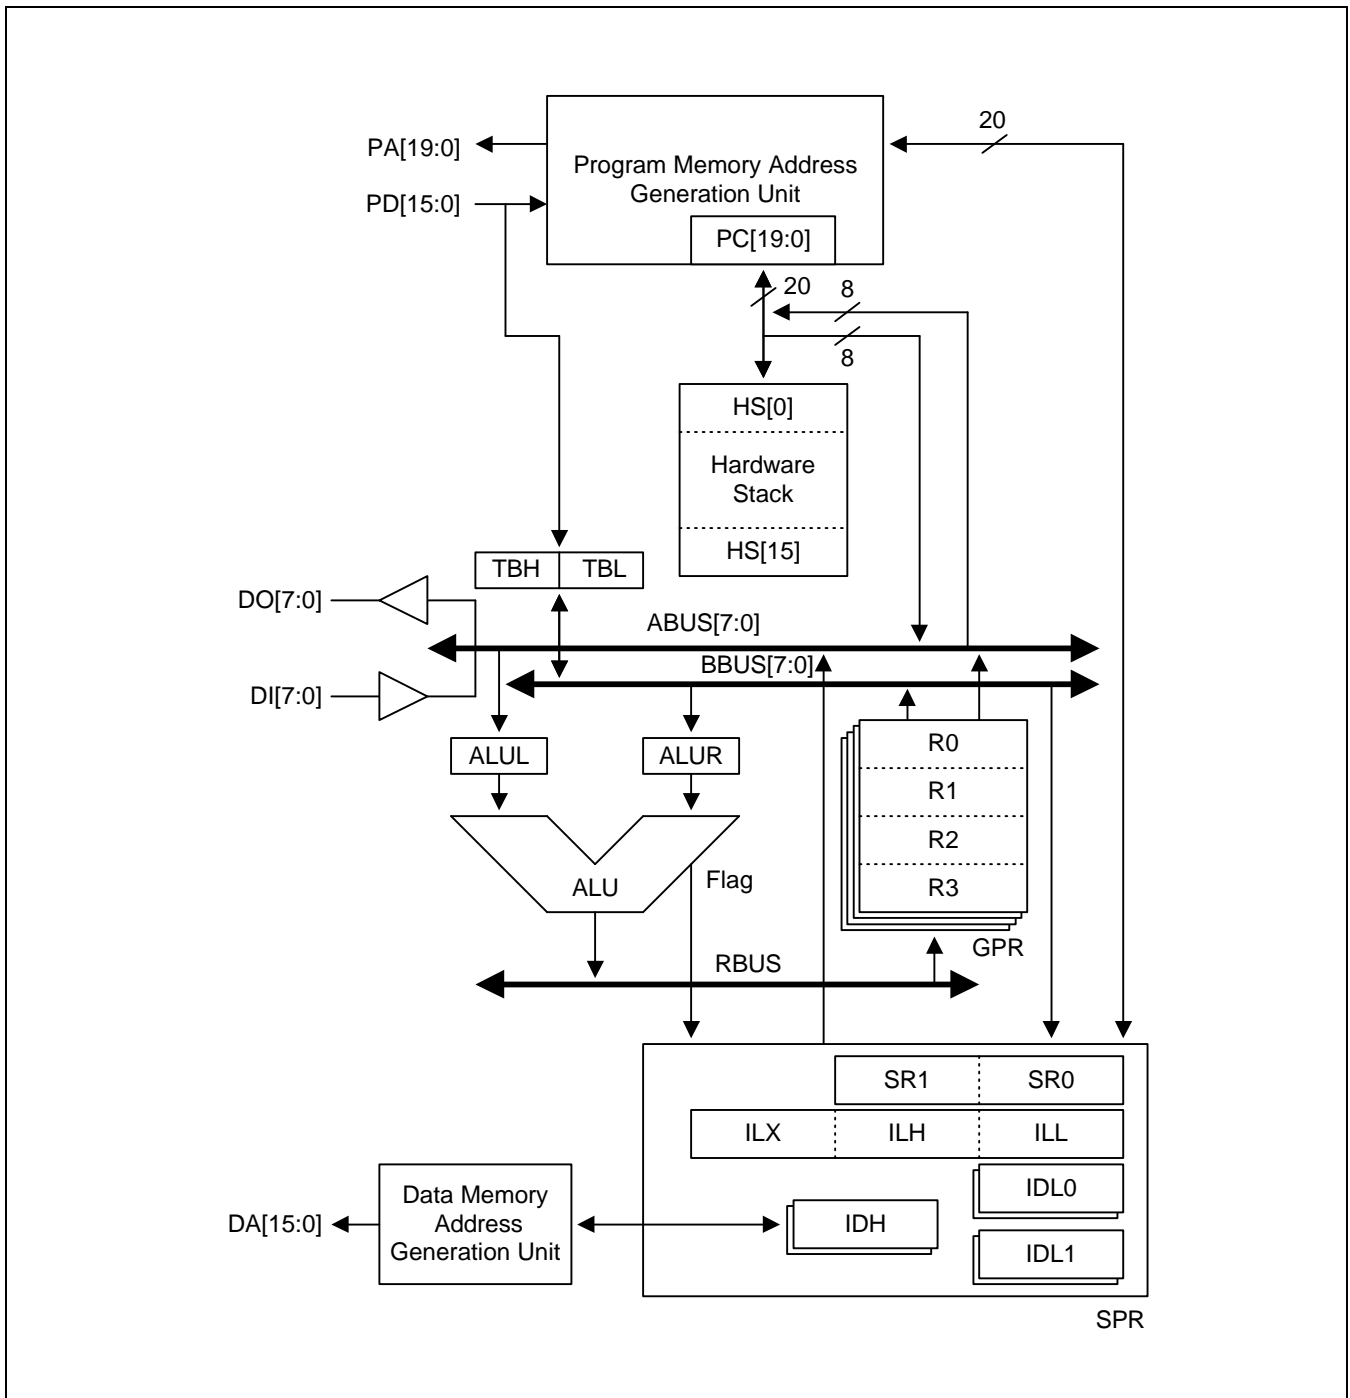 PA[19:0]
20
Program Memory Address
Generation Unit
PD[15:0]
PC[19:0]
20
8
8
HS[0]
Hardware
Stack
HS[15]
TBH
TBL
DO[7:0]
ABUS[7:0]
BBUS[7:0]
DI[7:0]
ALUL
ALUR
R0
R1
R2
R3
ALU
Flag
GPR
RBUS
SR1
SR0
ILX
ILH
ILL
IDL0
Data Memory
Address
Generation Unit
DA[15:0]
IDH
IDL1
SPR